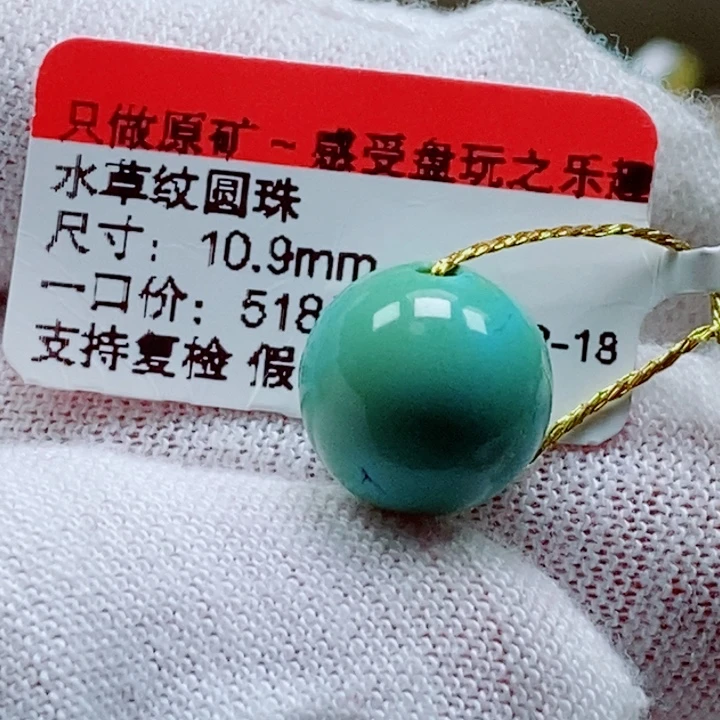 只做原矿 ~ 感受盘玩之乐趣
水草纹圆珠
尺寸: 10.9mm
一口价: 518
支持复检 假 -18